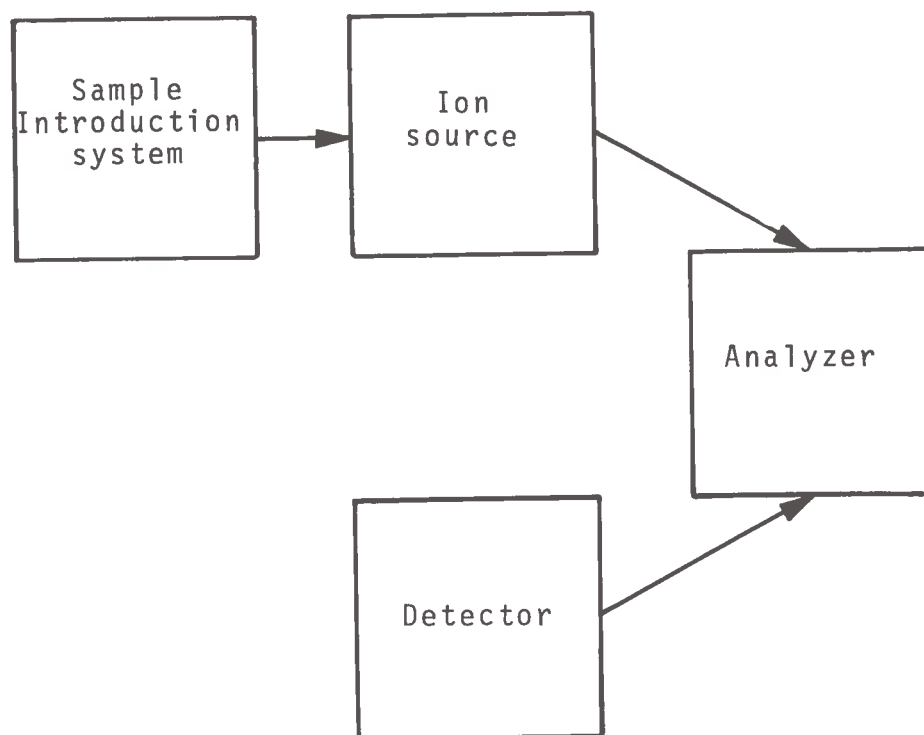 Sample
Introduction
system
Ion
source
Analyzer
Detector